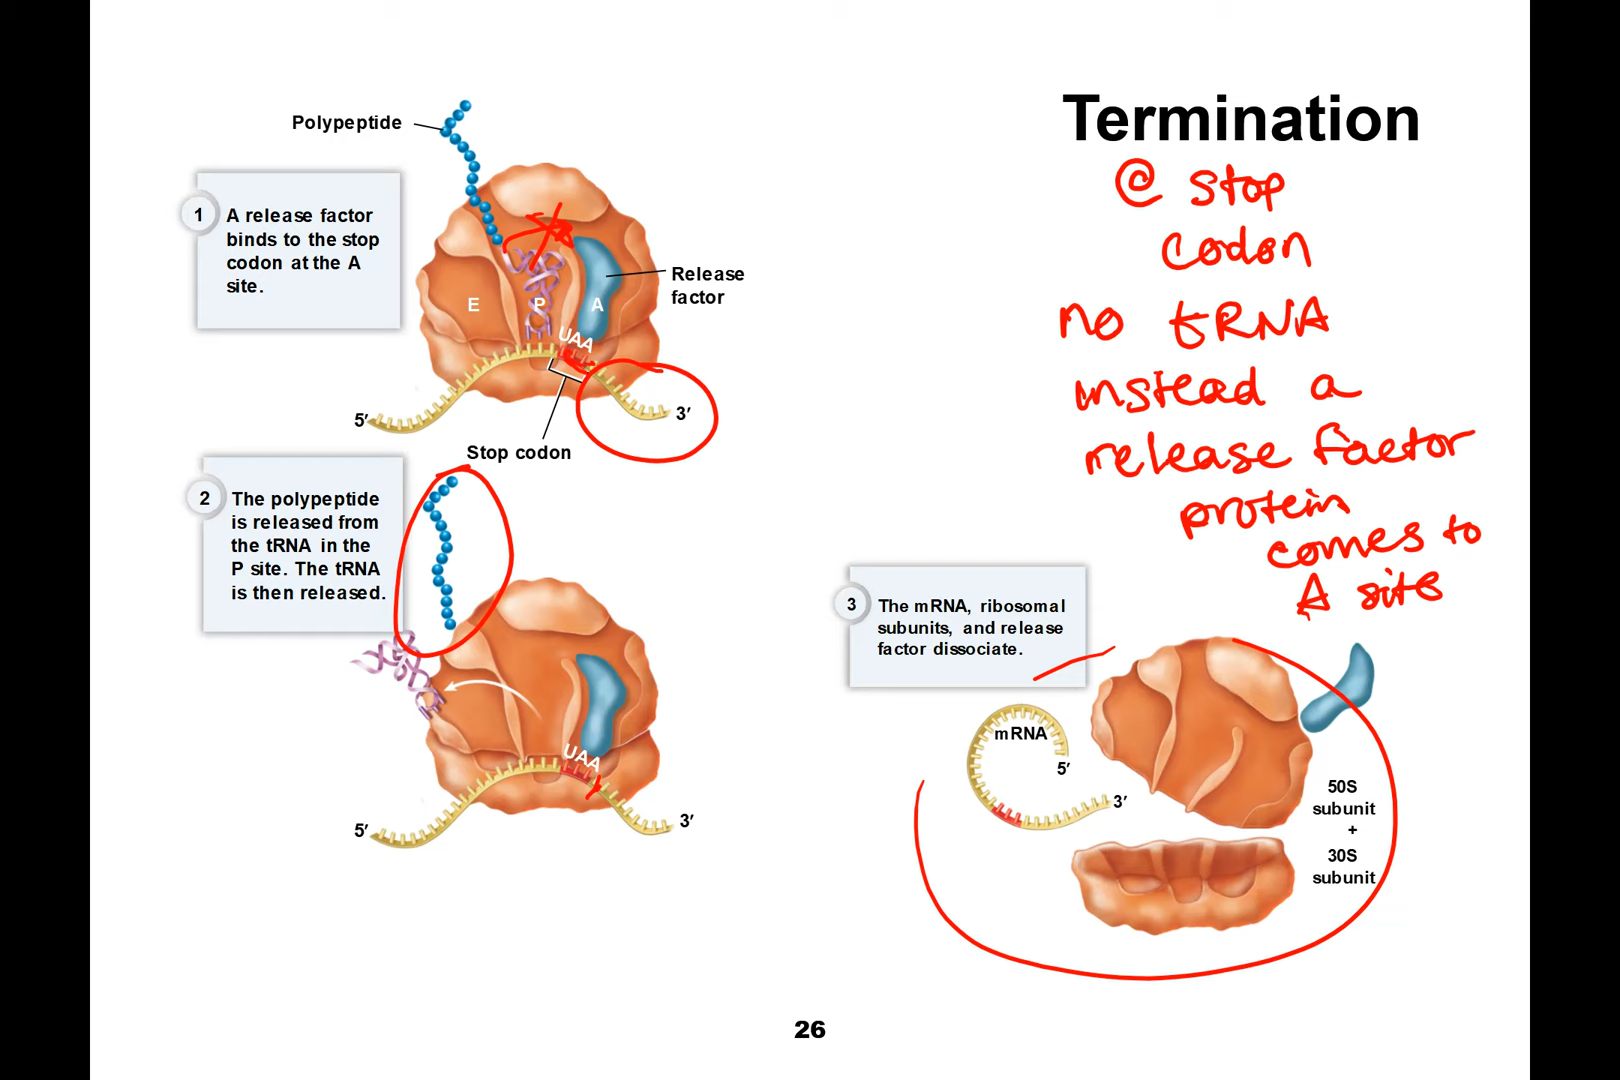 Termination
@ stop
codon
no tRNA
instead a
release factor
protein
comes to
A site
Polypeptide
1
A release factor
binds to the stop
codon at the A
site.
Release
factor
E
P
A
UAA
5′
3′
Stop codon
2
The polypeptide
is released from
the tRNA in the
P site. The tRNA
is then released.
UAA
5′
3′
3
The mRNA, ribosomal
subunits, and release
factor dissociate.
mRNA
5′
3′
50S
subunit
+
30S
subunit
26